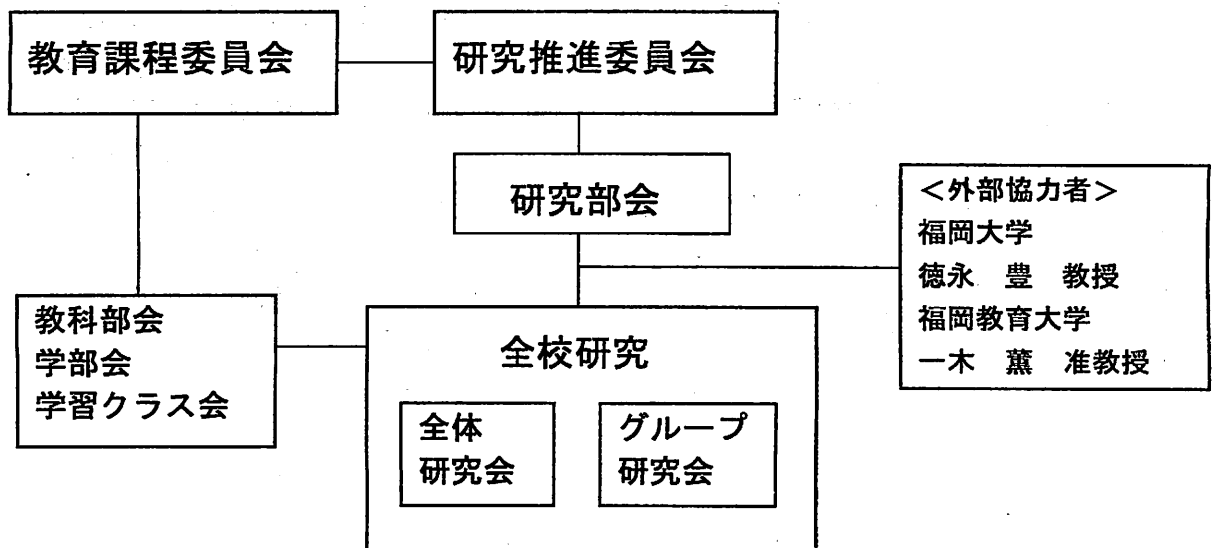 教育課程委員会
研究推進委員会
研究部会
<外部協力者>
福岡大学
徳永　豊　教授
福岡教育大学
一木　薫　准教授
教科部会
学部会
学習クラス会
全校研究
全体
研究会
グループ
研究会